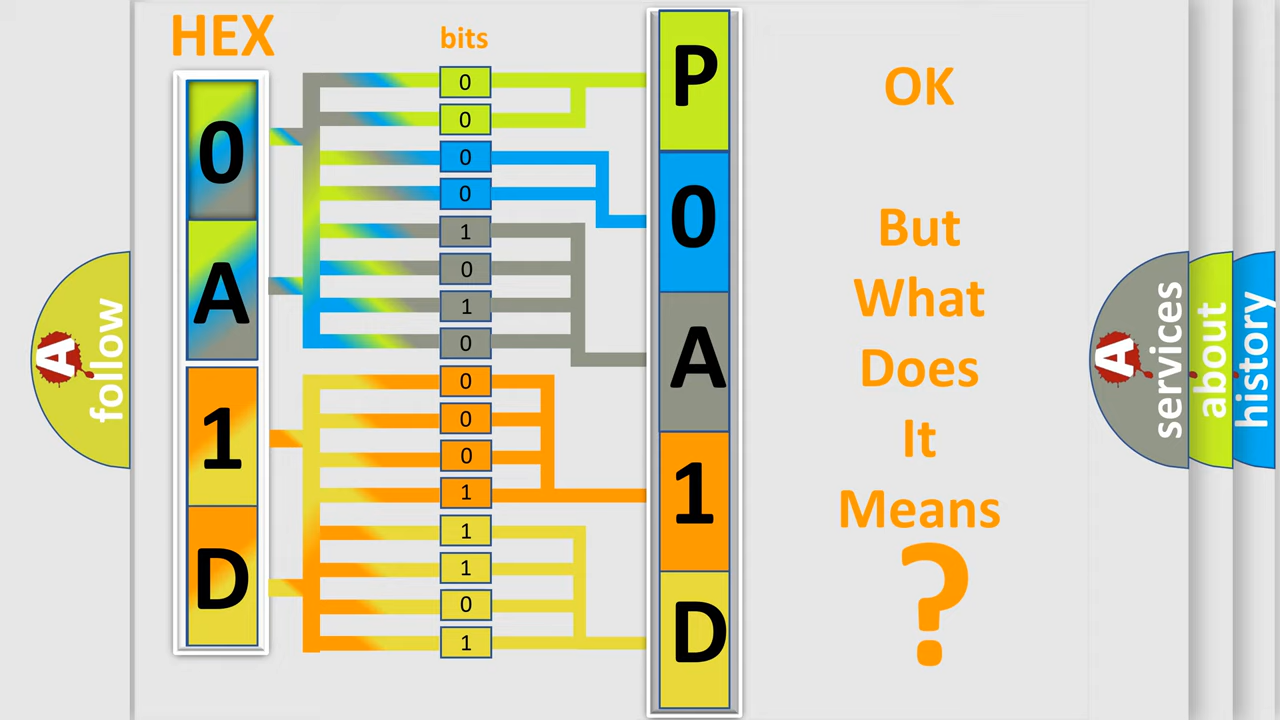 HEX
bits
0
A
1
D
0
0
0
0
1
0
1
0
0
0
0
1
1
1
0
1
P
0
A
1
D
OK
But
What
Does
It
Means
?
A
follow
A
services
about
history